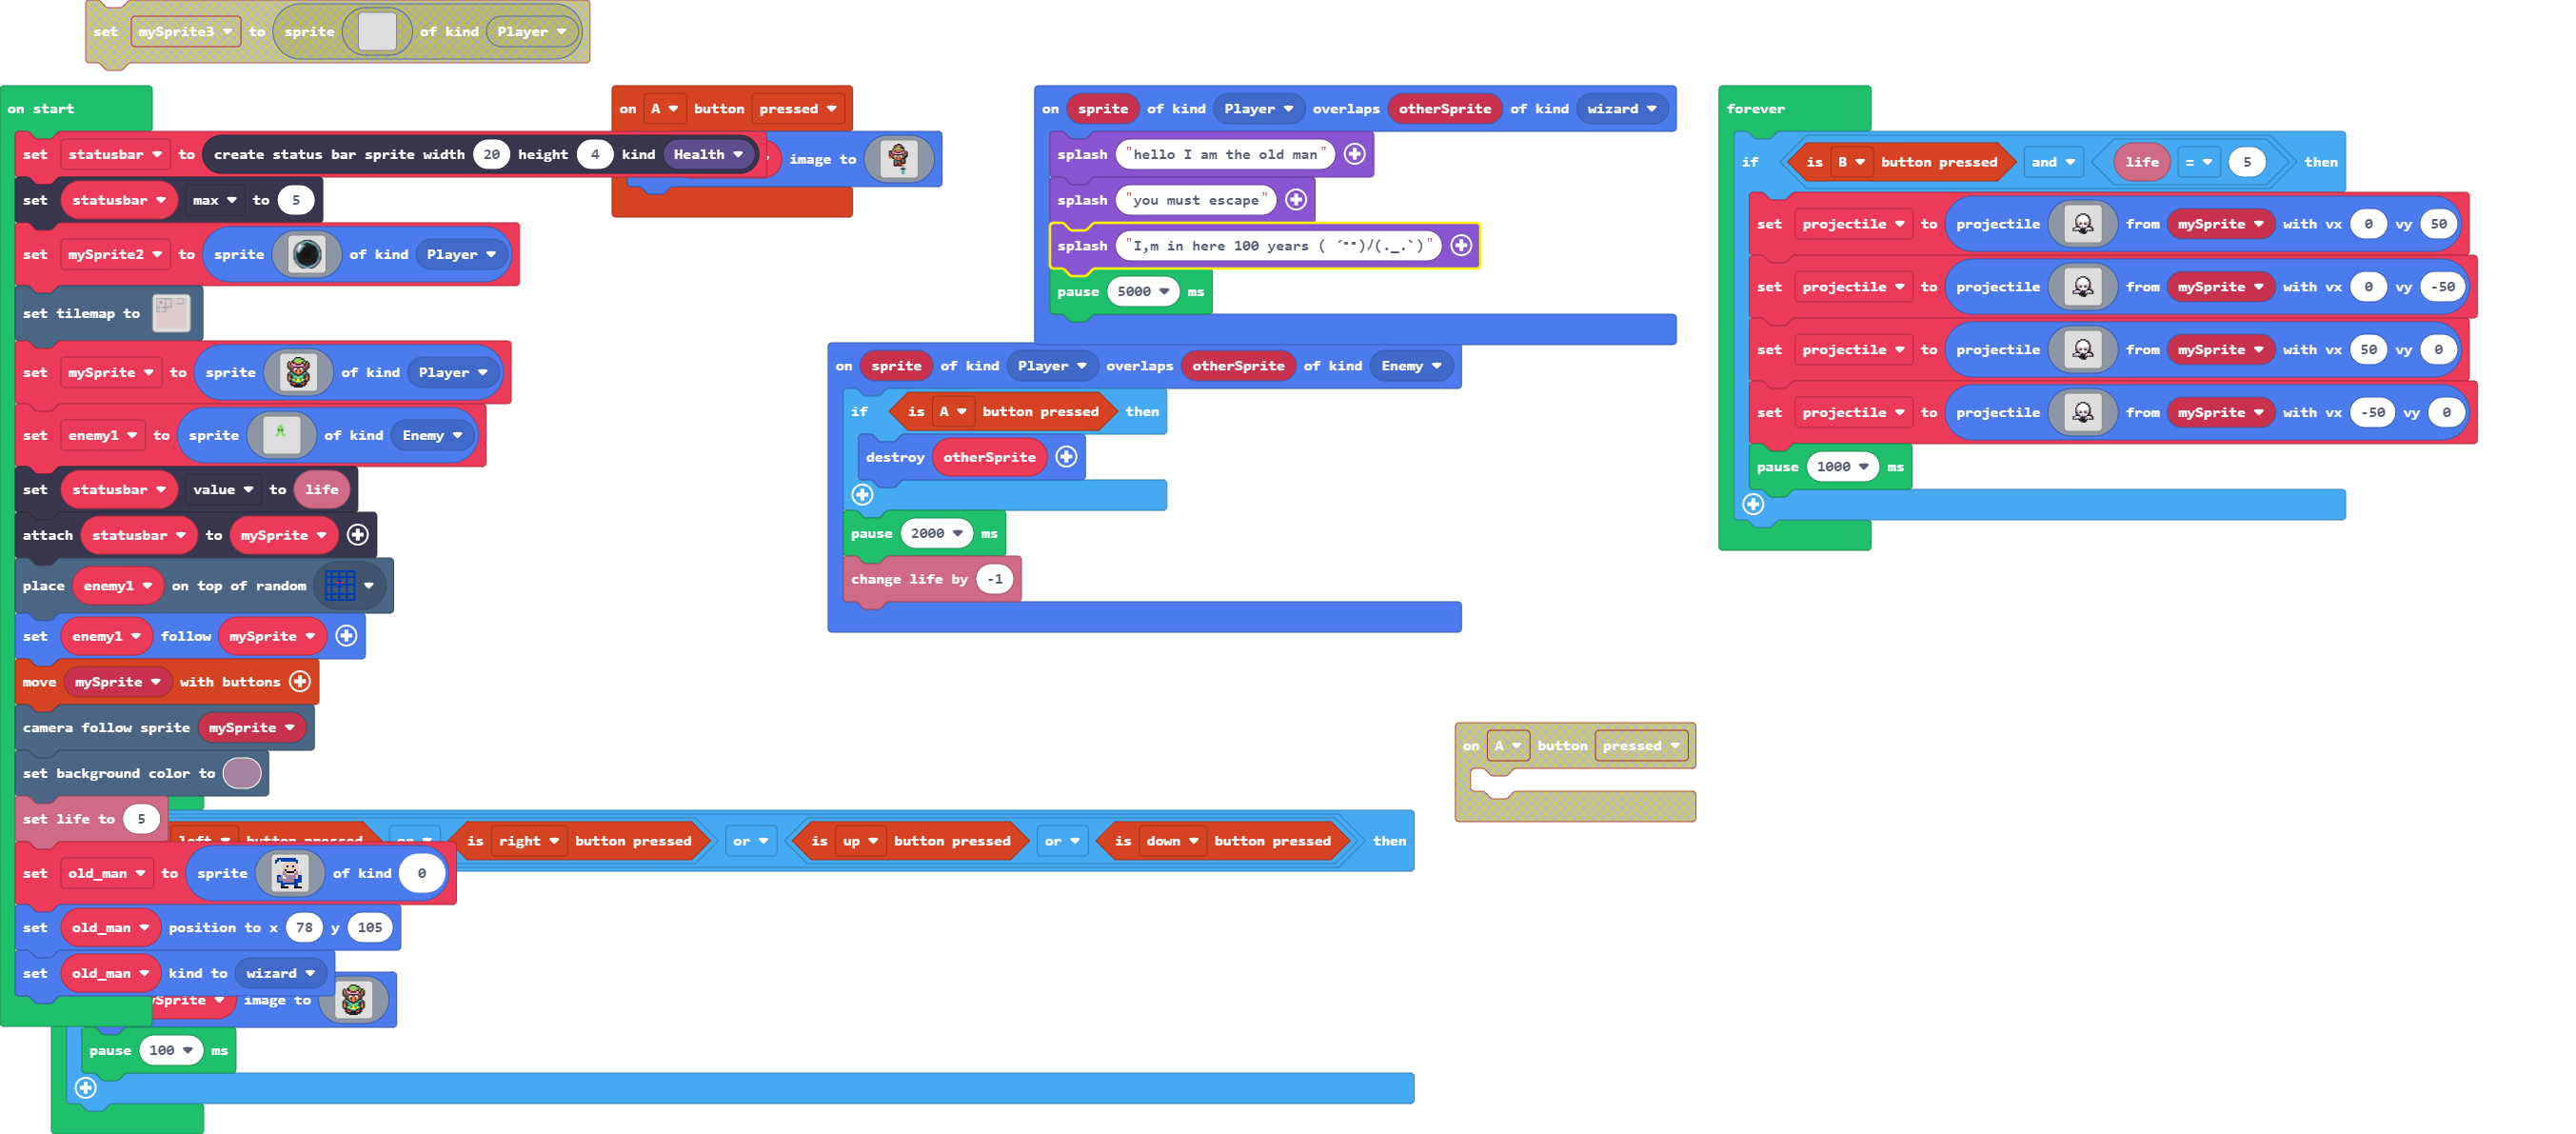 set mySprite3 to sprite of kind Player
on start
set statusbar to create status bar sprite width 20 height 4 kind Health
set statusbar max to 5
set mySprite2 to sprite of kind Player
set tilemap to
set mySprite to sprite of kind Player
set enemy1 to sprite of kind Enemy
set statusbar value to life
attach statusbar to mySprite
place enemy1 on top of random
set enemy1 follow mySprite
move mySprite with buttons
camera follow sprite mySprite
set background color to
set life to 5
set old_man to sprite of kind 0
set old_man position to x 78 y 105
set old_man kind to wizard
left button pressed or is right button pressed or is up button pressed or is down button pressed then
ySprite image to
pause 100 ms
on A button pressed
image to
on sprite of kind Player overlaps otherSprite of kind wizard
splash "hello I am the old man"
splash "you must escape"
splash "I,m in here 100 years ( ´••)/(._.`)"
pause 5000 ms
on sprite of kind Player overlaps otherSprite of kind Enemy
if is A button pressed then
destroy otherSprite
pause 2000 ms
change life by -1
on A button pressed
forever
if is B button pressed and life = 5 then
set projectile to projectile from mySprite with vx 0 vy 50
set projectile to projectile from mySprite with vx 0 vy -50
set projectile to projectile from mySprite with vx 50 vy 0
set projectile to projectile from mySprite with vx -50 vy 0
pause 1000 ms